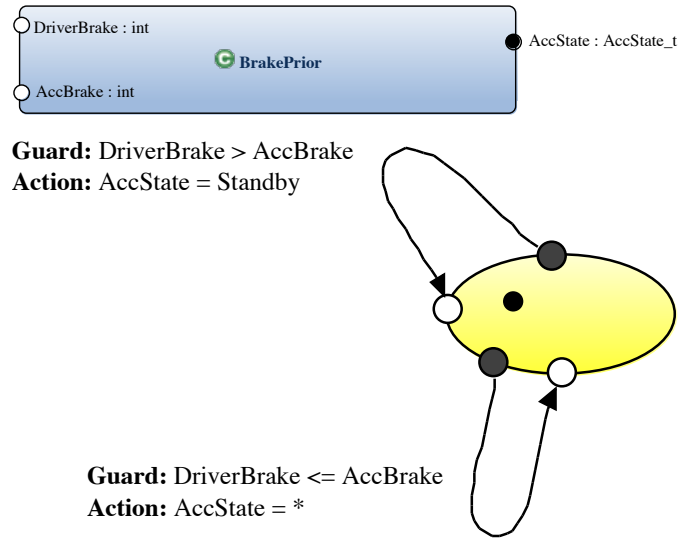 DriverBrake : int
AccState : AccState_t
C BrakePrior
AccBrake : int
Guard: DriverBrake > AccBrake
Action: AccState = Standby
Guard: DriverBrake <= AccBrake
Action: AccState = *